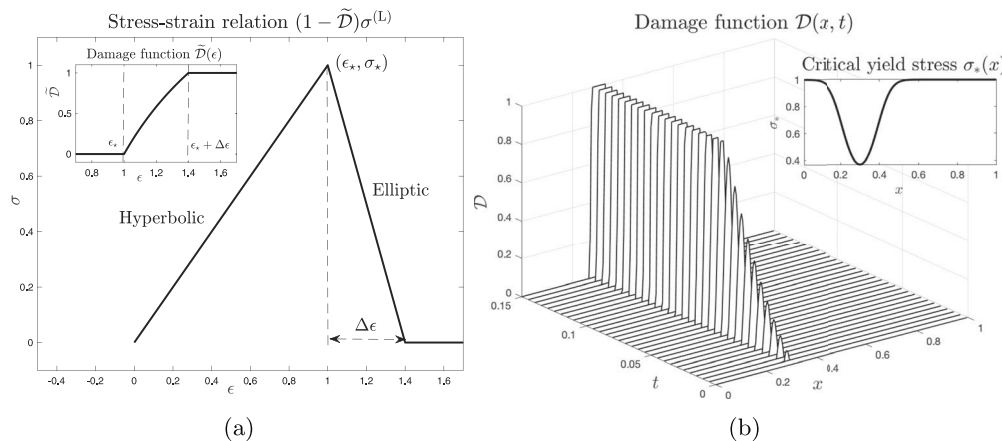 Stress-strain relation (1 − 𝒟̃)σ^(L)
Damage function 𝒟̃(ϵ)
1
0.5
0
𝒟̃
ϵ⋆
ϵ⋆ + Δϵ
0.8
1
1.2
1.4
1.6
ϵ
(ϵ⋆, σ⋆)
Hyperbolic
Elliptic
Δϵ
1
0.8
0.6
0.4
0.2
0
σ
-0.4
-0.2
0
0.2
0.4
0.6
0.8
1
1.2
1.4
1.6
ϵ
(a)
Damage function 𝒟(x, t)
Critical yield stress σ*(x)
1
0.8
0.6
0.4
σ*
0
0.2
0.4
0.6
0.8
1
x
1
0.8
0.6
0.4
0.2
0
𝒟
0.15
0.1
0.05
0
t
0
0.2
0.4
0.6
0.8
1
x
(b)